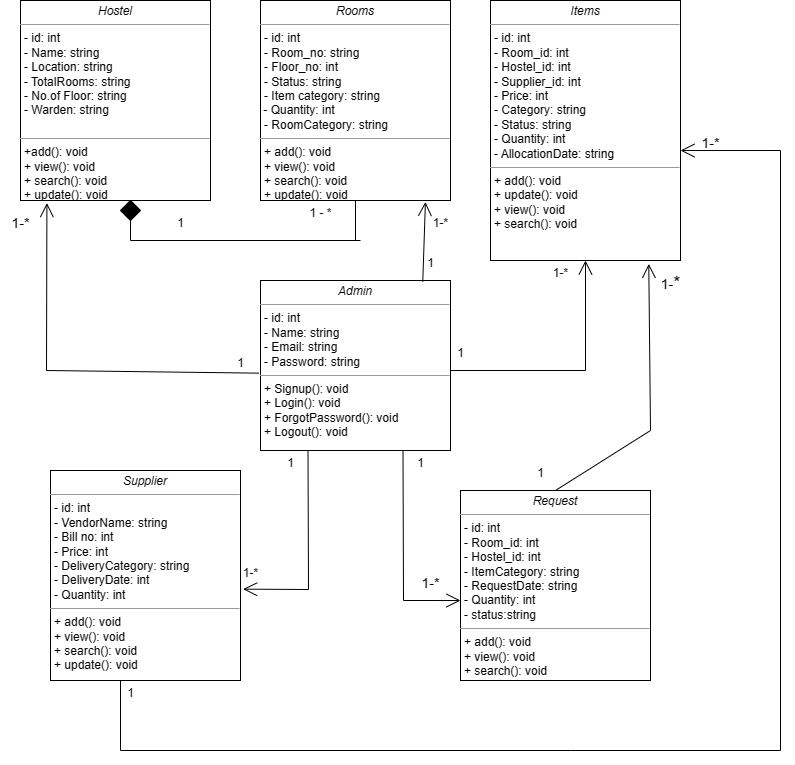 Hostel
- id: int
- Name: string
- Location: string
- TotalRooms: string
- No.of Floor: string
- Warden: string
+add(): void
+ view(): void
+ search(): void
+ update(): void
Rooms
- id: int
- Room_no: string
- Floor_no: int
- Status: string
- Item category: string
- Quantity: int
- RoomCategory: string
+ add(): void
+ view(): void
+ search(): void
+ update(): void
Items
- id: int
- Room_id: int
- Hostel_id: int
- Supplier_id: int
- Price: int
- Category: string
- Status: string
- Quantity: int
- AllocationDate: string
+ add(): void
+ update(): void
+ view(): void
+ search(): void
1-*
1-*
1
1 - *
1-*
1
1-*
1-*
Admin
- id: int
- Name: string
- Email: string
- Password: string
+ Signup(): void
+ Login(): void
+ ForgotPassword(): void
+ Logout(): void
1
1
1
1
1
Supplier
- id: int
- VendorName: string
- Bill no: int
- Price: int
- DeliveryCategory: string
- DeliveryDate: int
- Quantity: int
+ add(): void
+ view(): void
+ search(): void
+ update(): void
1-*
1-*
Request
- id: int
- Room_id: int
- Hostel_id: int
- ItemCategory: string
- RequestDate: string
- Quantity: int
- status:string
+ add(): void
+ view(): void
+ search(): void
1